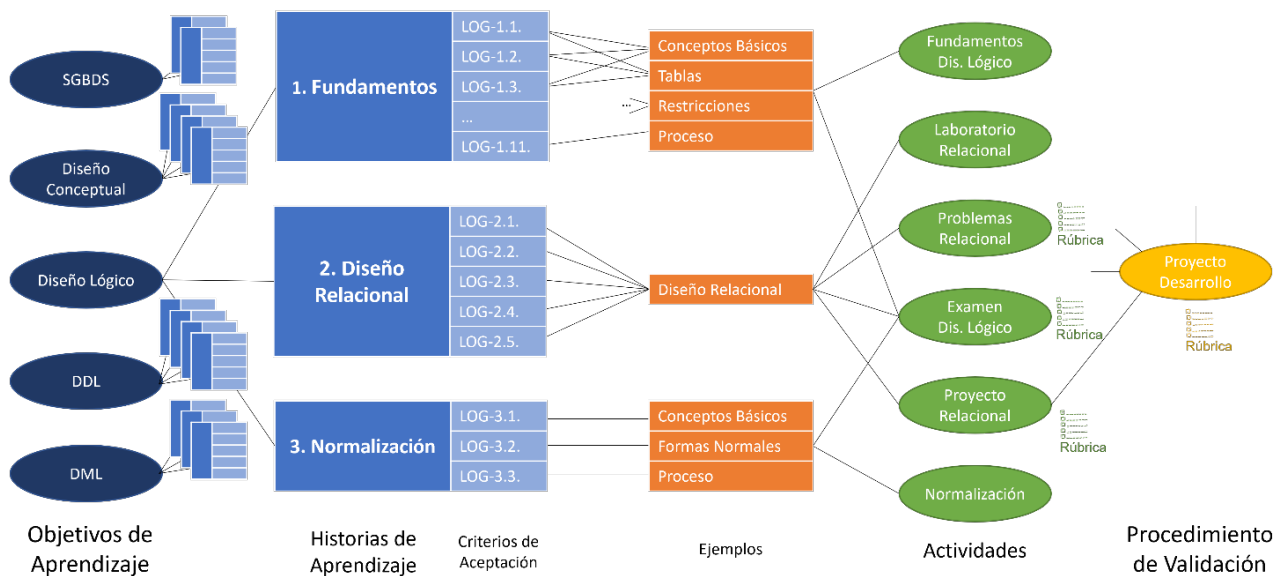 SGBDS
Diseño
Conceptual
Diseño Lógico
DDL
DML
Objetivos de
Aprendizaje
1. Fundamentos
LOG-1.1.
LOG-1.2.
LOG-1.3.
...
LOG-1.11.
2. Diseño
Relacional
LOG-2.1.
LOG-2.2.
LOG-2.3.
LOG-2.4.
LOG-2.5.
3. Normalización
LOG-3.1.
LOG-3.2.
LOG-3.3.
Historias de
Aprendizaje
Criterios de
Aceptación
Conceptos Básicos
Tablas
...
Restricciones
Proceso
Diseño Relacional
Conceptos Básicos
Formas Normales
Proceso
Ejemplos
Fundamentos
Dis. Lógico
Laboratorio
Relacional
Problemas
Relacional
Rúbrica
Examen
Dis. Lógico
Rúbrica
Proyecto
Relacional
Rúbrica
Normalización
Actividades
Proyecto
Desarrollo
Rúbrica
Procedimiento
de Validación